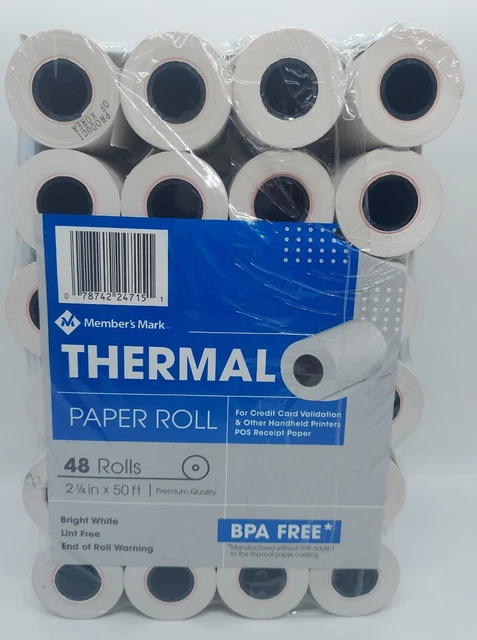 PRODUCT
OF KOREA
0 78742 24715 1
Member's Mark™
THERMAL
PAPER ROLL
For Credit Card Validation
& Other Handheld Printers
POS Receipt Paper
48 Rolls
2 ¼ in x 50 ft | Premium Quality
Bright White
Lint Free
End of Roll Warning
BPA FREE*
*Manufactured without BPA added
to the thermal paper coating